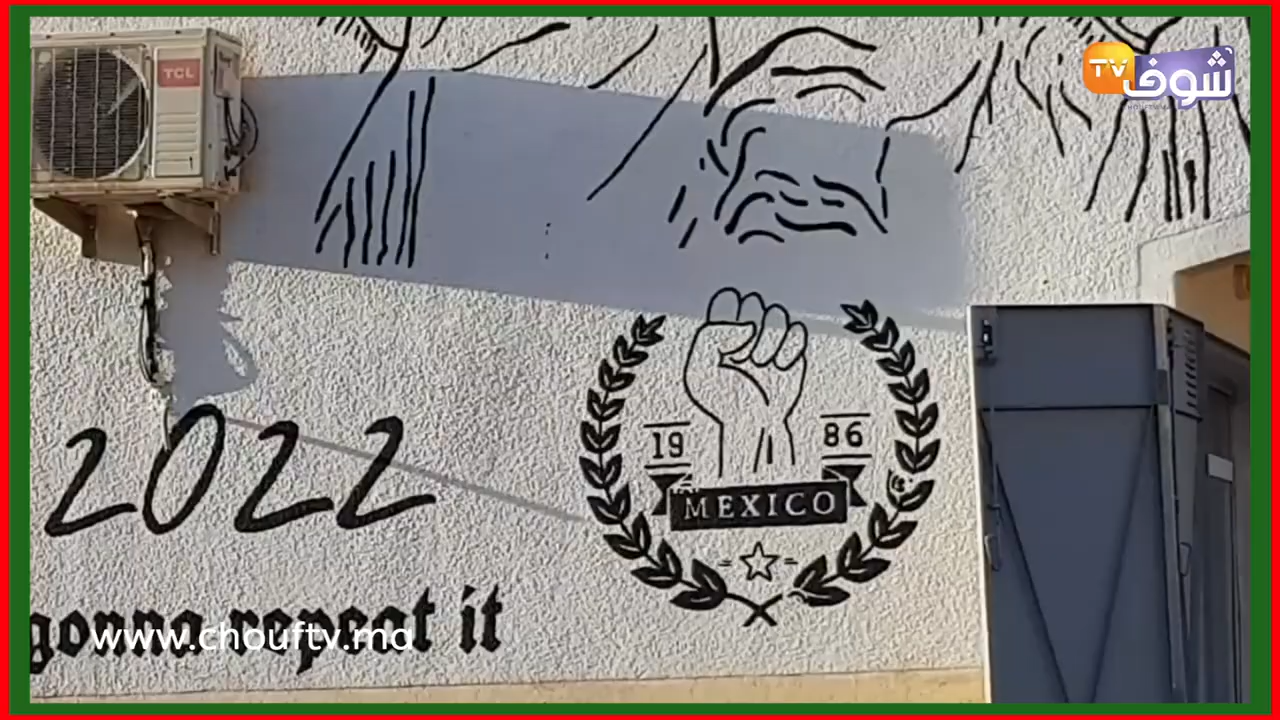 TCL
TV شوف
19 86
MEXICO
2022
gonna repeat it
www.chouftv.ma